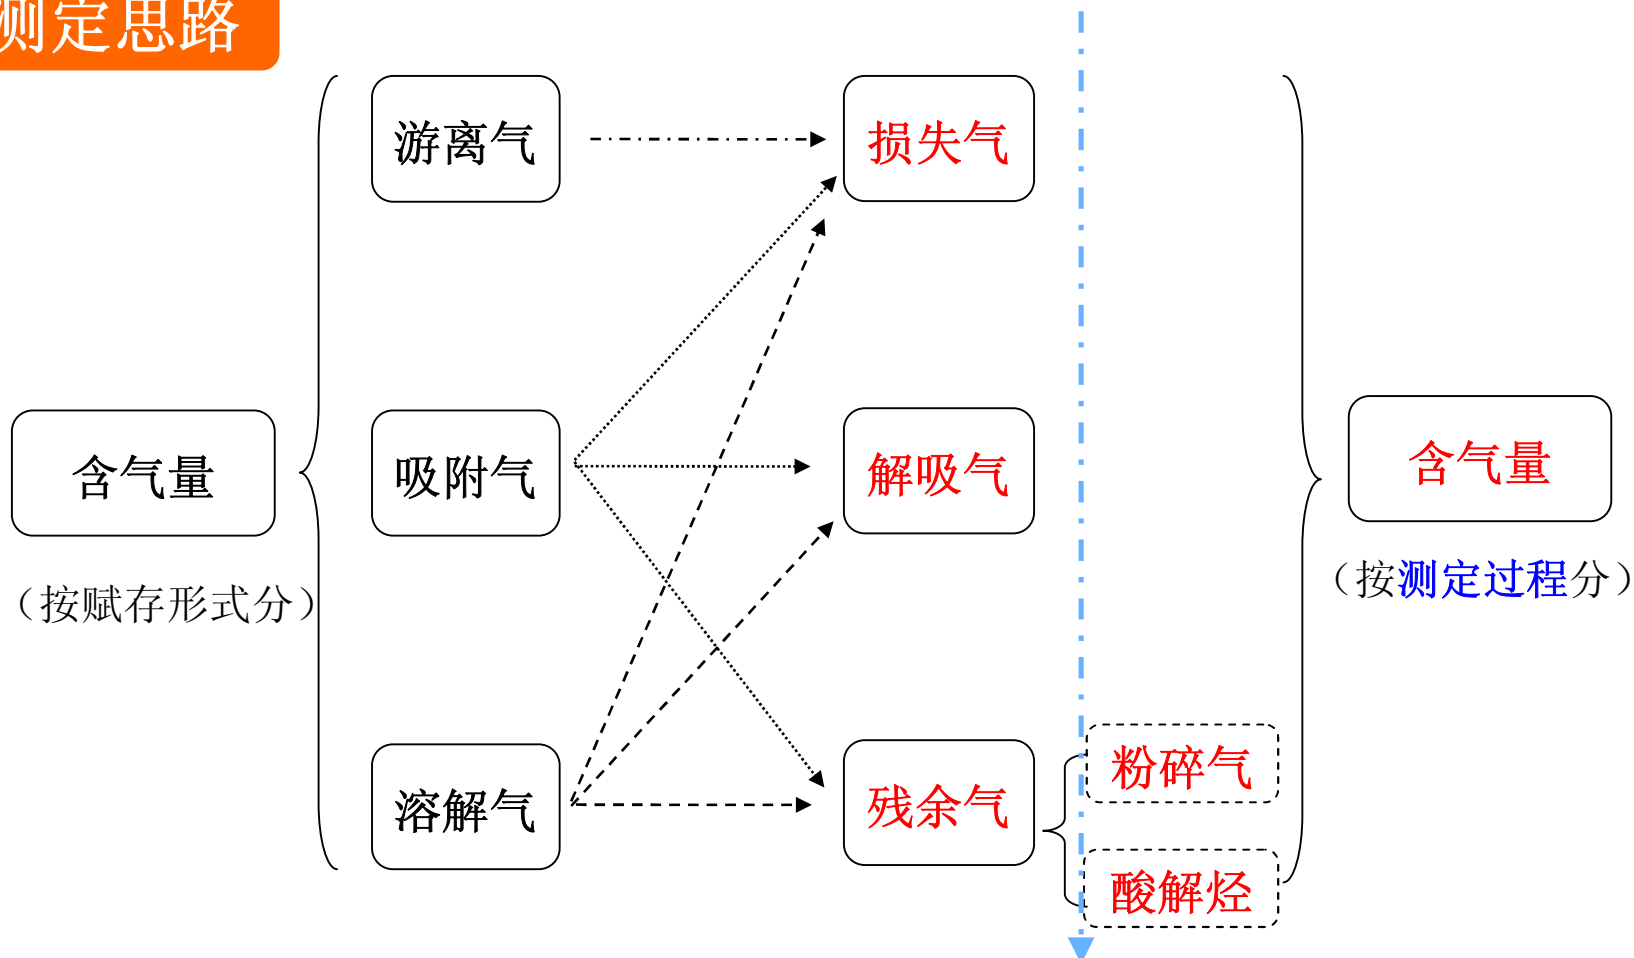 测定思路
游离气
损失气
含气量
吸附气
解吸气
含气量
（按赋存形式分）
（按测定过程分）
溶解气
残余气
粉碎气
酸解烃